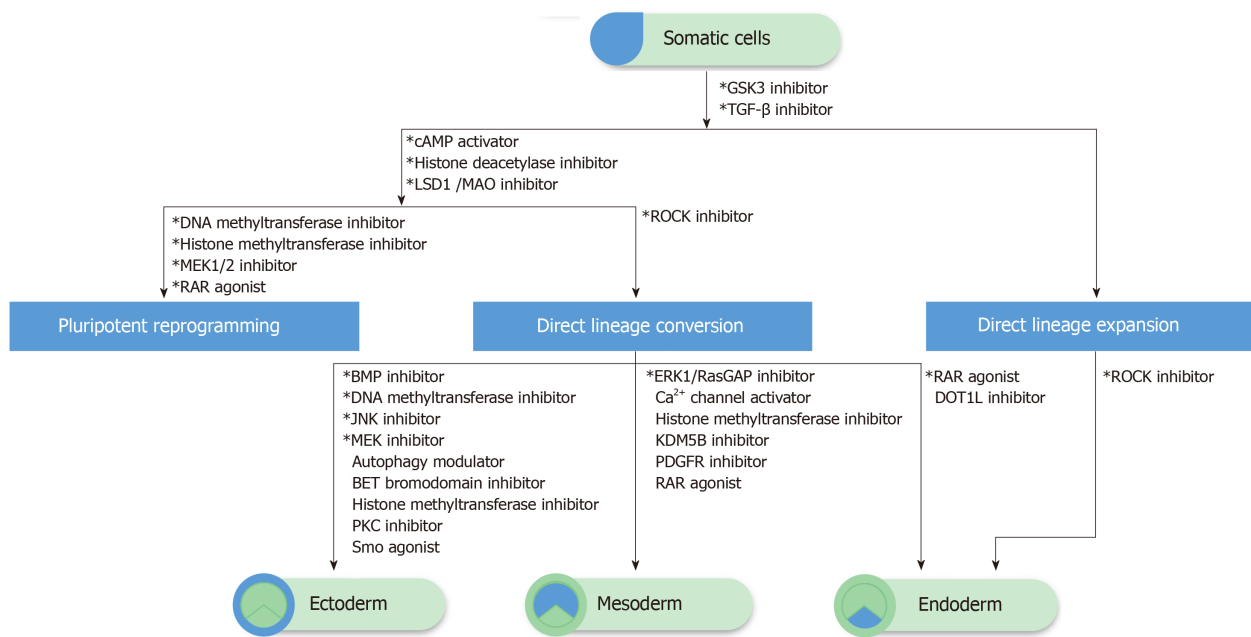 Somatic cells
*GSK3 inhibitor
*TGF-β inhibitor
*cAMP activator
*Histone deacetylase inhibitor
*LSD1 /MAO inhibitor
*DNA methyltransferase inhibitor
*Histone methyltransferase inhibitor
*MEK1/2 inhibitor
*RAR agonist
*ROCK inhibitor
Pluripotent reprogramming
Direct lineage conversion
Direct lineage expansion
*BMP inhibitor
*DNA methyltransferase inhibitor
*JNK inhibitor
*MEK inhibitor
Autophagy modulator
BET bromodomain inhibitor
Histone methyltransferase inhibitor
PKC inhibitor
Smo agonist
*ERK1/RasGAP inhibitor
Ca²⁺ channel activator
Histone methyltransferase inhibitor
KDM5B inhibitor
PDGFR inhibitor
RAR agonist
*RAR agonist
DOT1L inhibitor
*ROCK inhibitor
Ectoderm
Mesoderm
Endoderm